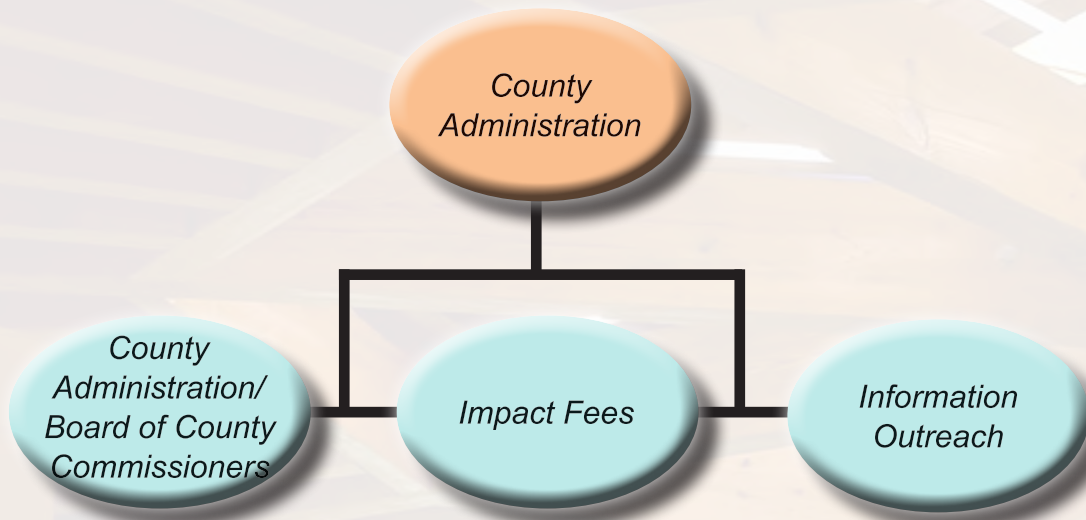 County
Administration
County
Administration/
Board of County
Commissioners
Impact Fees
Information
Outreach